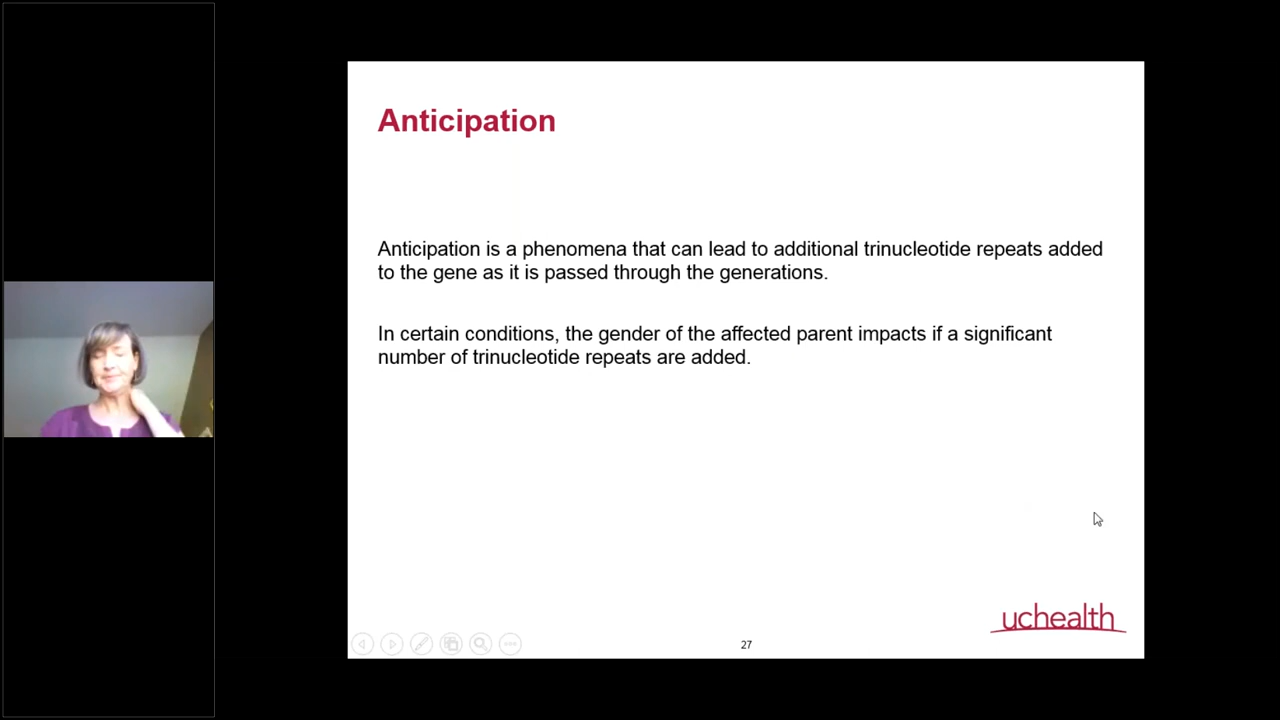 Anticipation
Anticipation is a phenomena that can lead to additional trinucleotide repeats added
to the gene as it is passed through the generations.
In certain conditions, the gender of the affected parent impacts if a significant
number of trinucleotide repeats are added.
uchealth
27